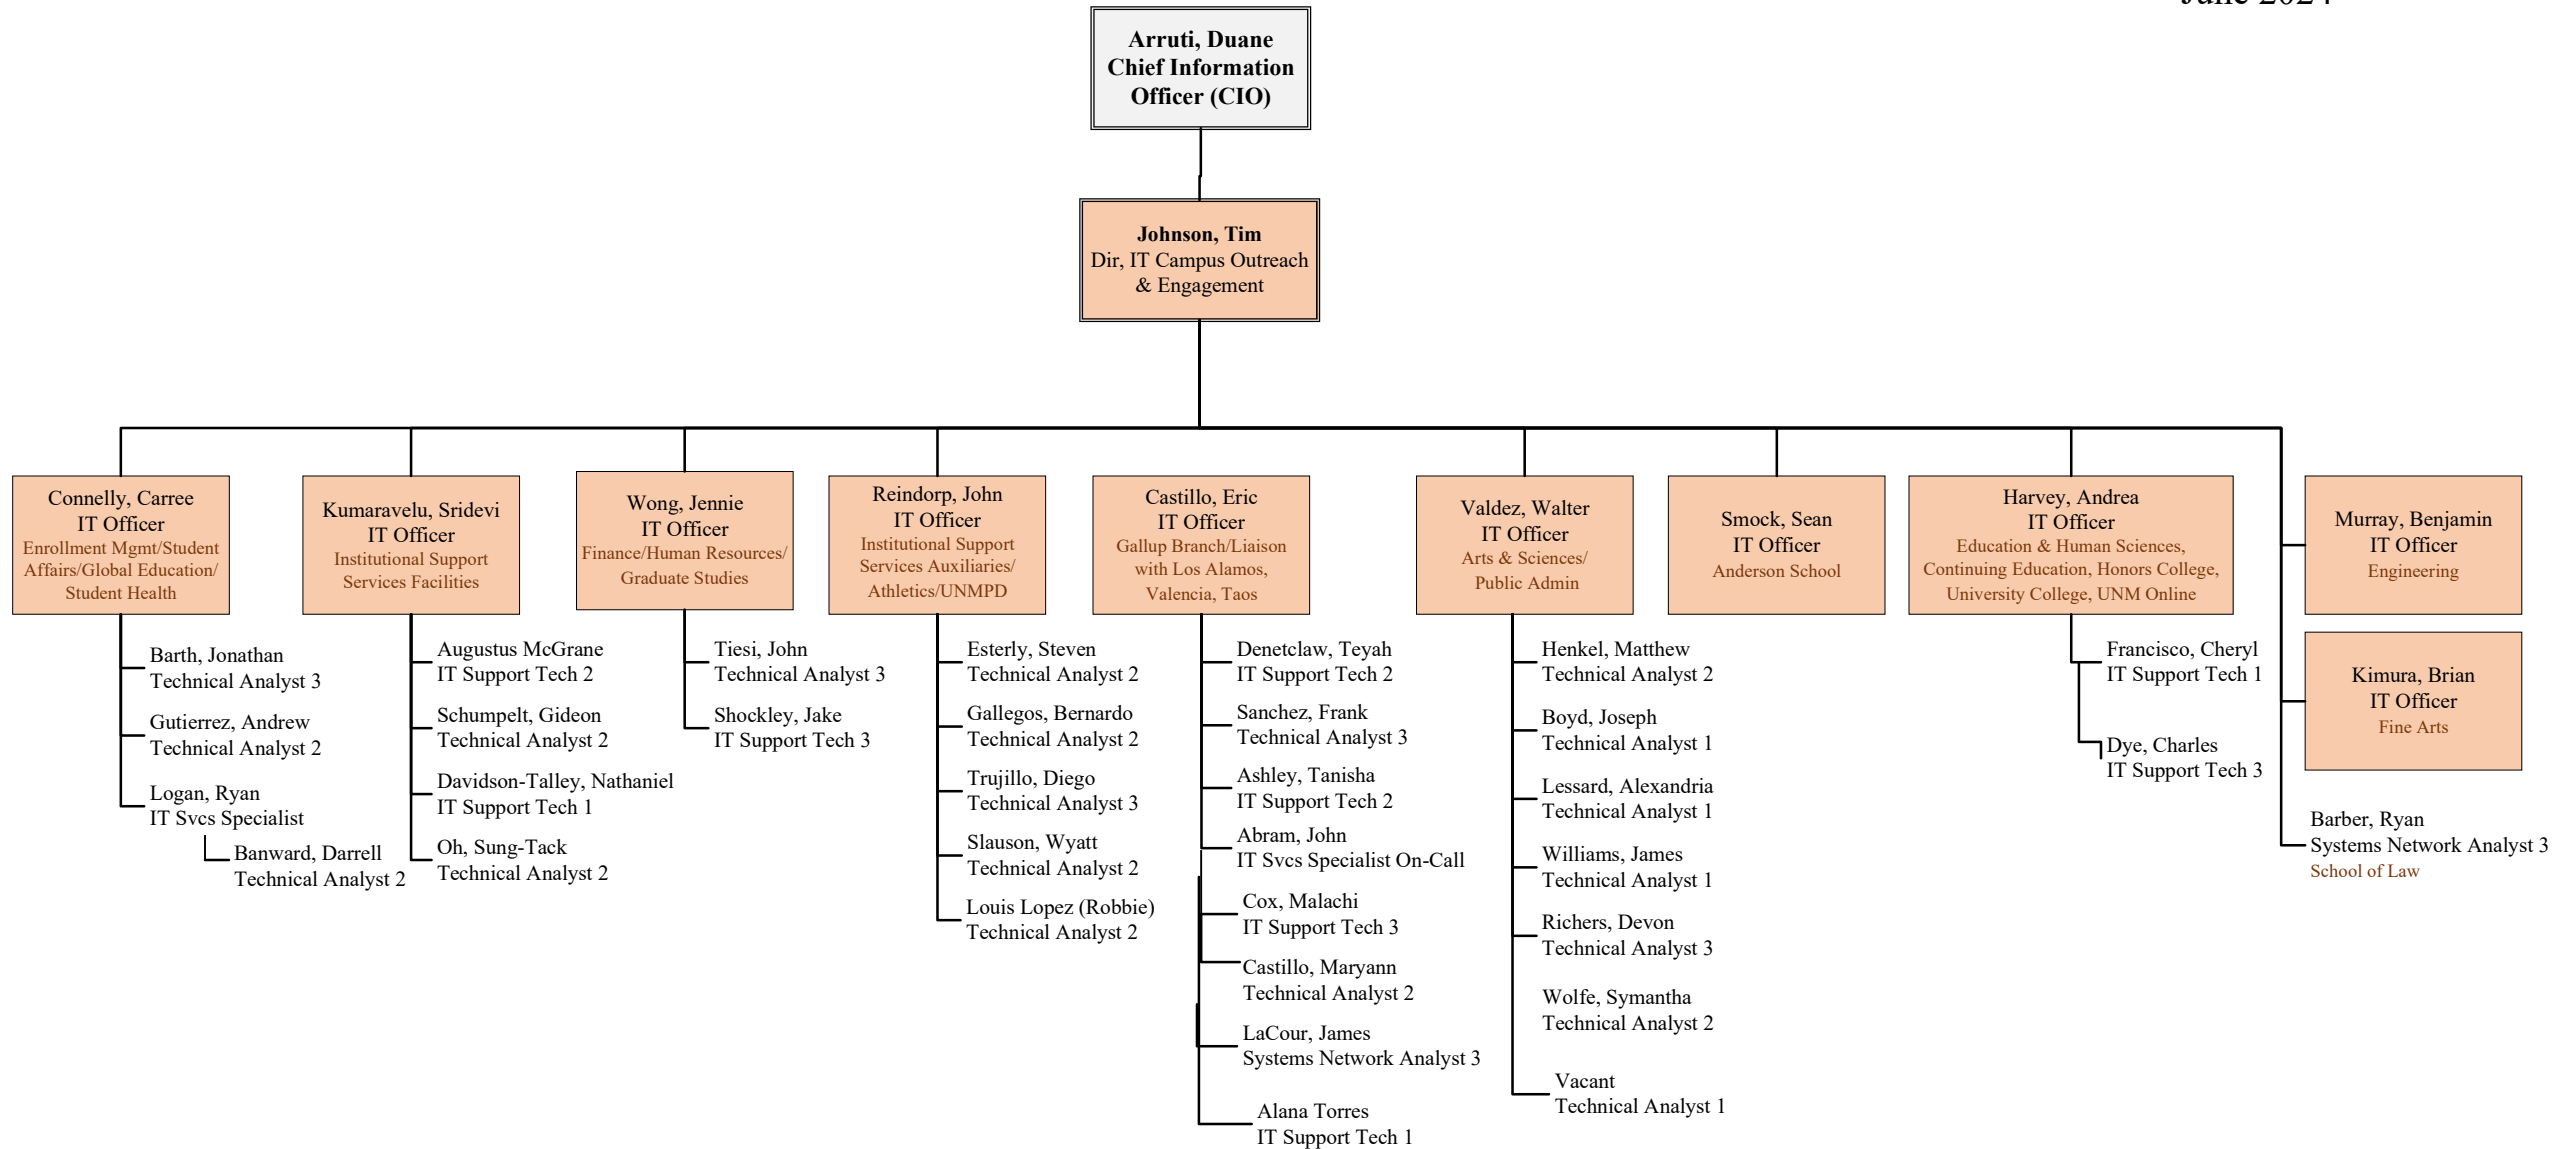 June 2024
Arruti, Duane
Chief Information
Officer (CIO)
Johnson, Tim
Dir, IT Campus Outreach
& Engagement
Connelly, Carree
IT Officer
Enrollment Mgmt/Student
Affairs/Global Education/
Student Health
Barth, Jonathan
Technical Analyst 3
Gutierrez, Andrew
Technical Analyst 2
Logan, Ryan
IT Svcs Specialist
Banward, Darrell
Technical Analyst 2
Kumaravelu, Sridevi
IT Officer
Institutional Support
Services Facilities
Augustus McGrane
IT Support Tech 2
Schumpelt, Gideon
Technical Analyst 2
Davidson-Talley, Nathaniel
IT Support Tech 1
Oh, Sung-Tack
Technical Analyst 2
Wong, Jennie
IT Officer
Finance/Human Resources/
Graduate Studies
Tiesi, John
Technical Analyst 3
Shockley, Jake
IT Support Tech 3
Reindorp, John
IT Officer
Institutional Support
Services Auxiliaries/
Athletics/UNMPD
Esterly, Steven
Technical Analyst 2
Gallegos, Bernardo
Technical Analyst 2
Trujillo, Diego
Technical Analyst 3
Slauson, Wyatt
Technical Analyst 2
Louis Lopez (Robbie)
Technical Analyst 2
Castillo, Eric
IT Officer
Gallup Branch/Liaison
with Los Alamos,
Valencia, Taos
Denetclaw, Teyah
IT Support Tech 2
Sanchez, Frank
Technical Analyst 3
Ashley, Tanisha
IT Support Tech 2
Abram, John
IT Svcs Specialist On-Call
Cox, Malachi
IT Support Tech 3
Castillo, Maryann
Technical Analyst 2
LaCour, James
Systems Network Analyst 3
Alana Torres
IT Support Tech 1
Valdez, Walter
IT Officer
Arts & Sciences/
Public Admin
Henkel, Matthew
Technical Analyst 2
Boyd, Joseph
Technical Analyst 1
Lessard, Alexandria
Technical Analyst 1
Williams, James
Technical Analyst 1
Richers, Devon
Technical Analyst 3
Wolfe, Symantha
Technical Analyst 2
Vacant
Technical Analyst 1
Smock, Sean
IT Officer
Anderson School
Harvey, Andrea
IT Officer
Education & Human Sciences,
Continuing Education, Honors College,
University College, UNM Online
Francisco, Cheryl
IT Support Tech 1
Dye, Charles
IT Support Tech 3
Murray, Benjamin
IT Officer
Engineering
Kimura, Brian
IT Officer
Fine Arts
Barber, Ryan
Systems Network Analyst 3
School of Law